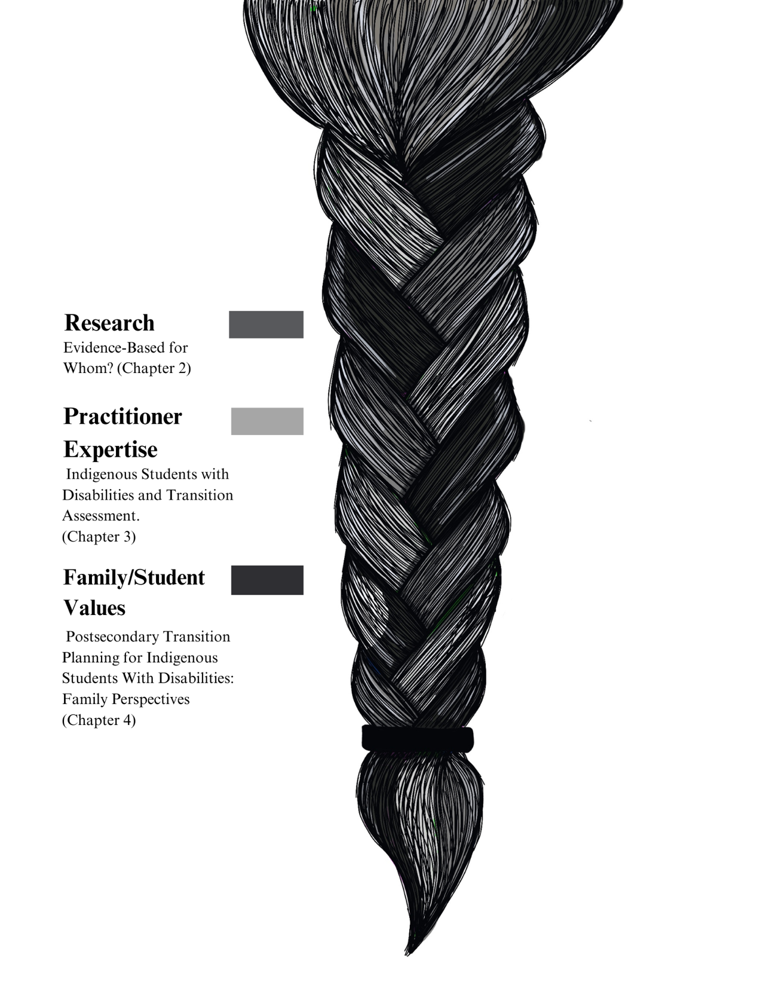 Research
Evidence-Based for
Whom? (Chapter 2)
Practitioner
Expertise
Indigenous Students with
Disabilities and Transition
Assessment.
(Chapter 3)
Family/Student
Values
Postsecondary Transition
Planning for Indigenous
Students With Disabilities:
Family Perspectives
(Chapter 4)